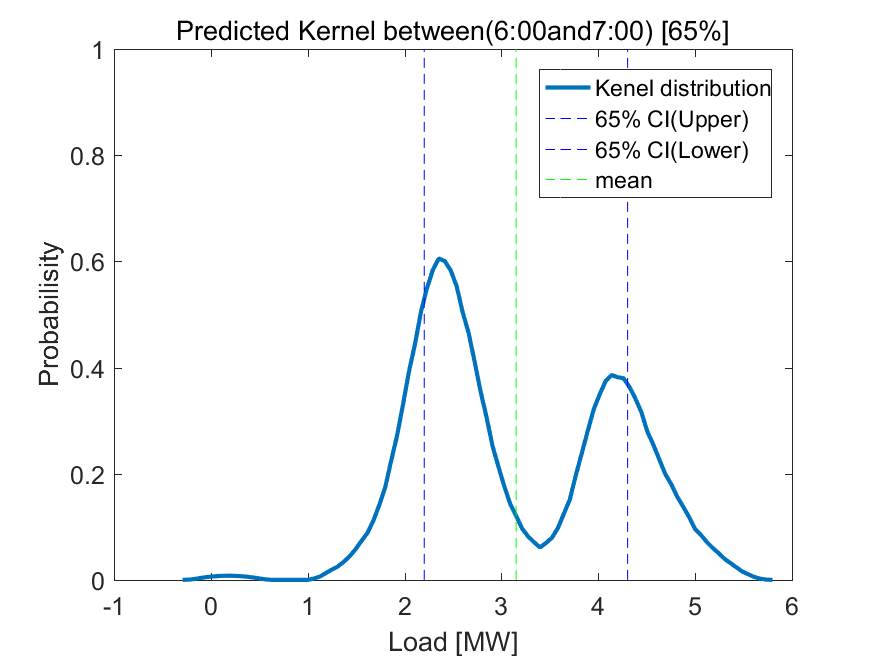 Predicted Kernel between(6:00and7:00) [65%]
1
0.8
0.6
0.4
0.2
0
Probabilisity
Kenel distribution
65% CI(Upper)
65% CI(Lower)
mean
-1 0 1 2 3 4 5 6
Load [MW]